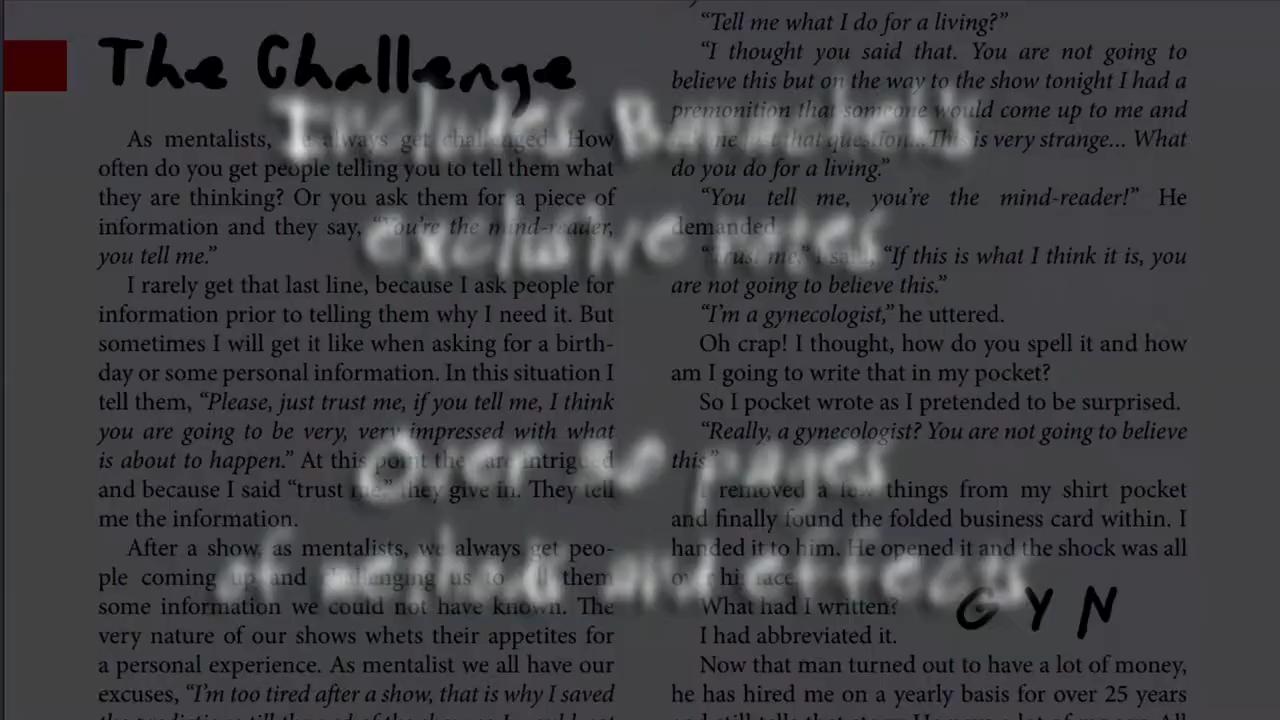 The Challenge
As mentalists, we always get challenged. How
often do you get people telling you to tell them what
they are thinking? Or you ask them for a piece of
information and they say, “You’re the mind-reader,
you tell me.”
I rarely get that last line, because I ask people for
information prior to telling them why I need it. But
sometimes I will get it like when asking for a birth-
day or some personal information. In this situation I
tell them, “Please, just trust me, if you tell me, I think
you are going to be very, very impressed with what
is about to happen.” At this point they are intrigued
and because I said “trust me,” they give in. They tell
me the information.
After a show, as mentalists, we always get peo-
ple coming up and challenging us to tell them
some information we could not have known. The
very nature of our shows whets their appetites for
a personal experience. As mentalist we all have our
excuses, “I’m too tired after a show, that is why I saved
“Tell me what I do for a living?”
“I thought you said that. You are not going to
believe this but on the way to the show tonight I had a
premonition that someone would come up to me and
that question... This is very strange... What
do you do for a living.”
“You tell me, you’re the mind-reader!” He
demanded.
“Trust me,” I said, “If this is what I think it is, you
are not going to believe this.”
“I’m a gynecologist,” he uttered.
Oh crap! I thought, how do you spell it and how
am I going to write that in my pocket?
So I pocket wrote as I pretended to be surprised.
“Really, a gynecologist? You are not going to believe
this.”
I removed a few things from my shirt pocket
and finally found the folded business card within. I
handed it to him. He opened it and the shock was all
over his face.
What had I written?
I had abbreviated it.
GYN
Now that man turned out to have a lot of money,
he has hired me on a yearly basis for over 25 years
Includes
exclusive notes
Over pages
of methods and effects